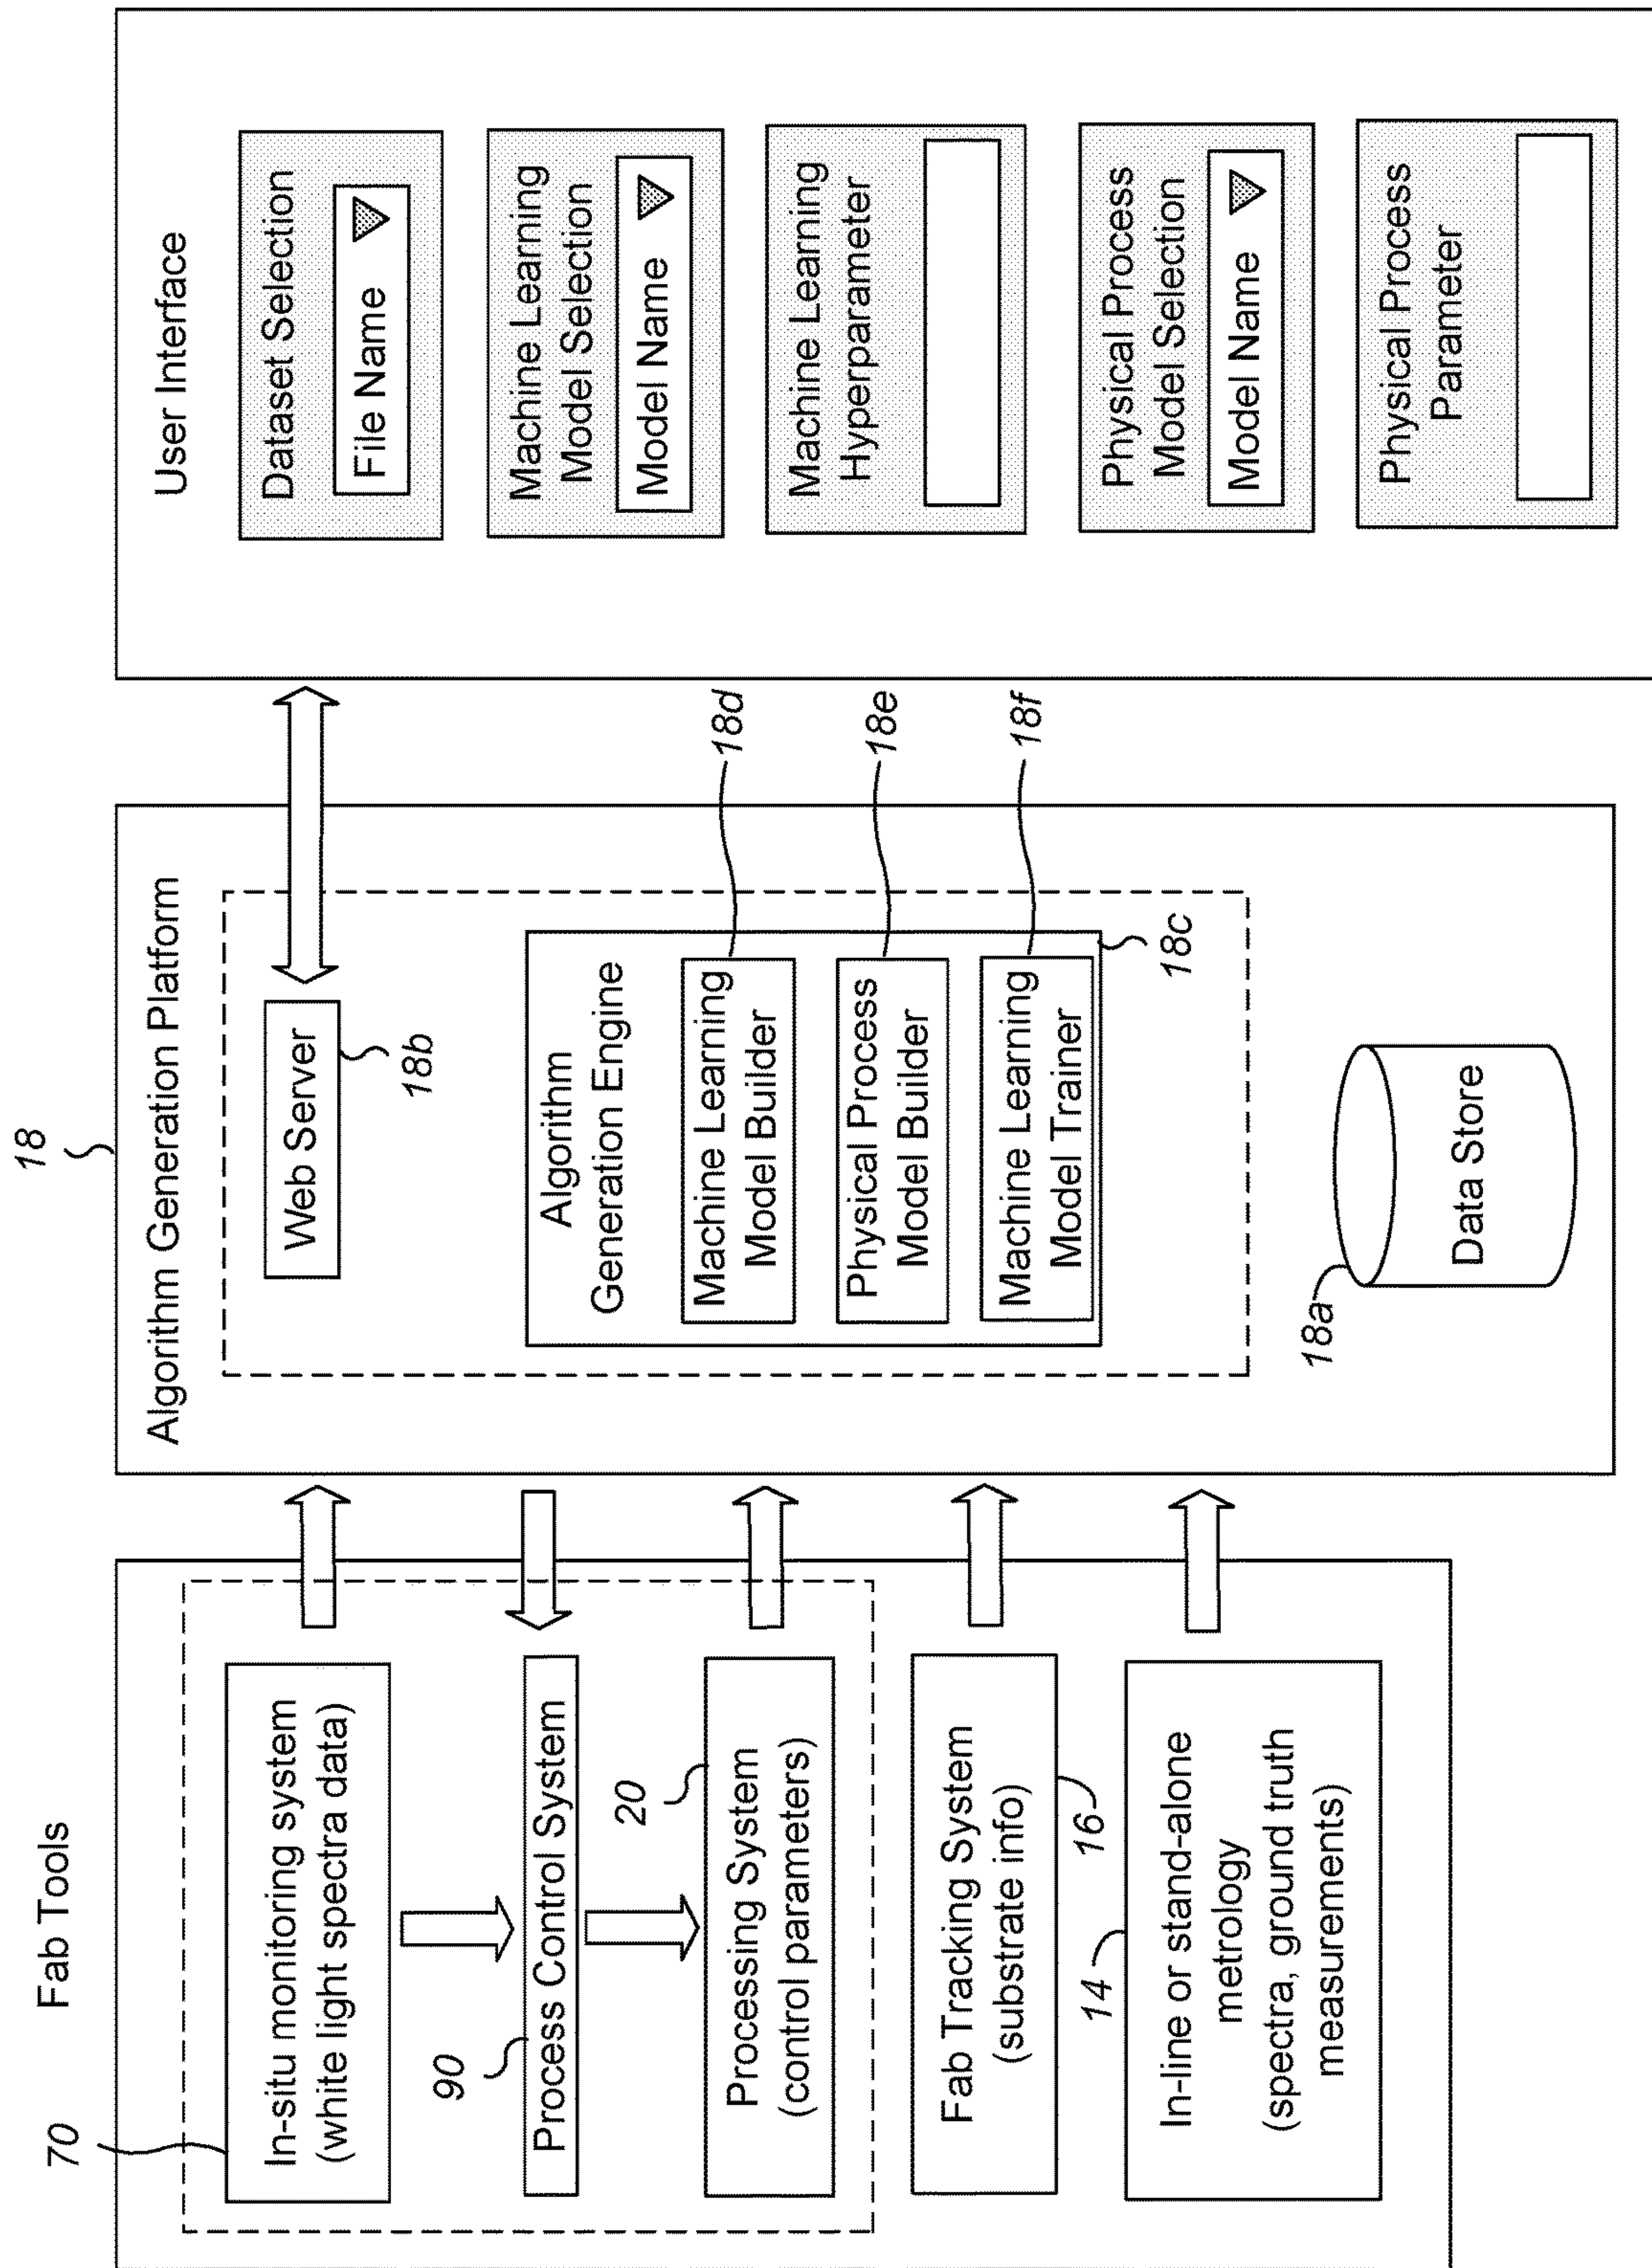 Fab Tools
70
In-situ monitoring system
(white light spectra data)
90
Process Control System
20
Processing System
(control parameters)
Fab Tracking System
(substrate info)
16
14
In-line or stand-alone
metrology
(spectra, ground truth
measurements)
18
Algorithm Generation Platform
Web Server
18b
Algorithm
Generation Engine
Machine Learning
Model Builder
18d
Physical Process
Model Builder
18e
Machine Learning
Model Trainer
18f
18c
18a
Data Store
User Interface
Dataset Selection
File Name
Machine Learning
Model Selection
Model Name
Machine Learning
Hyperparameter
Physical Process
Model Selection
Model Name
Physical Process
Parameter